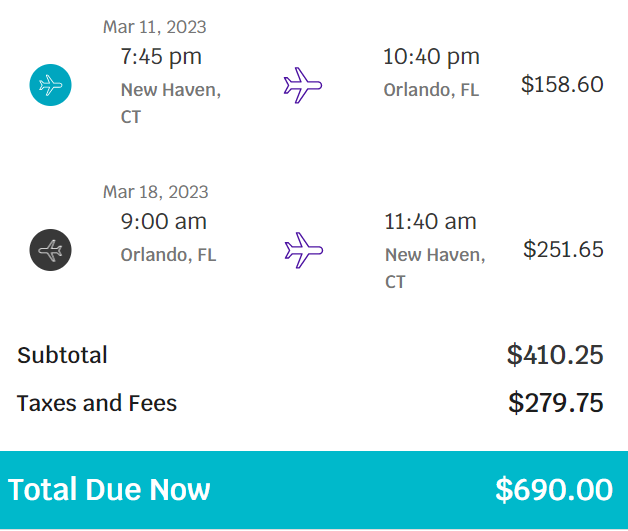 Mar 11, 2023
7:45 pm 10:40 pm
New Haven, Orlando, FL $158.60
CT
Mar 18, 2023
9:00 am 11:40 am
Orlando, FL New Haven, $251.65
CT
Subtotal $410.25
Taxes and Fees $279.75
Total Due Now $690.00